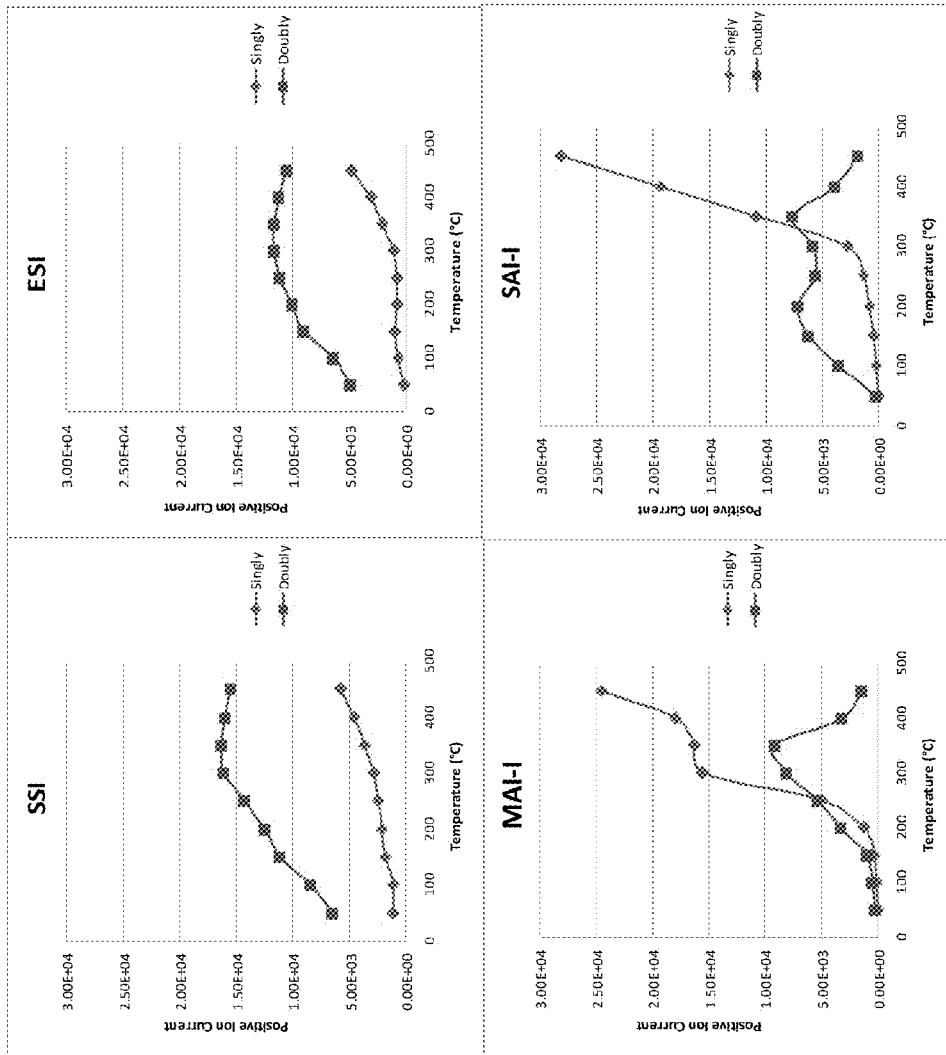 SSI
3.00E+04
2.50E+04
2.00E+04
1.50E+04
1.00E+04
5.00E+03
0.00E+00
Positive Ion Current
0 100 200 300 400 500
Temperature (°C)
Singly
Doubly
ESI
3.00E+04
2.50E+04
2.00E+04
1.50E+04
1.00E+04
5.00E+03
0.00E+00
Positive Ion Current
0 100 200 300 400 500
Temperature (°C)
Singly
Doubly
MAI-I
3.00E+04
2.50E+04
2.00E+04
1.50E+04
1.00E+04
5.00E+03
0.00E+00
Positive Ion Current
0 100 200 300 400 500
Temperature (°C)
Singly
Doubly
SAI-I
3.00E+04
2.50E+04
2.00E+04
1.50E+04
1.00E+04
5.00E+03
0.00E+00
Positive Ion Current
0 100 200 300 400 500
Temperature (°C)
Singly
Doubly